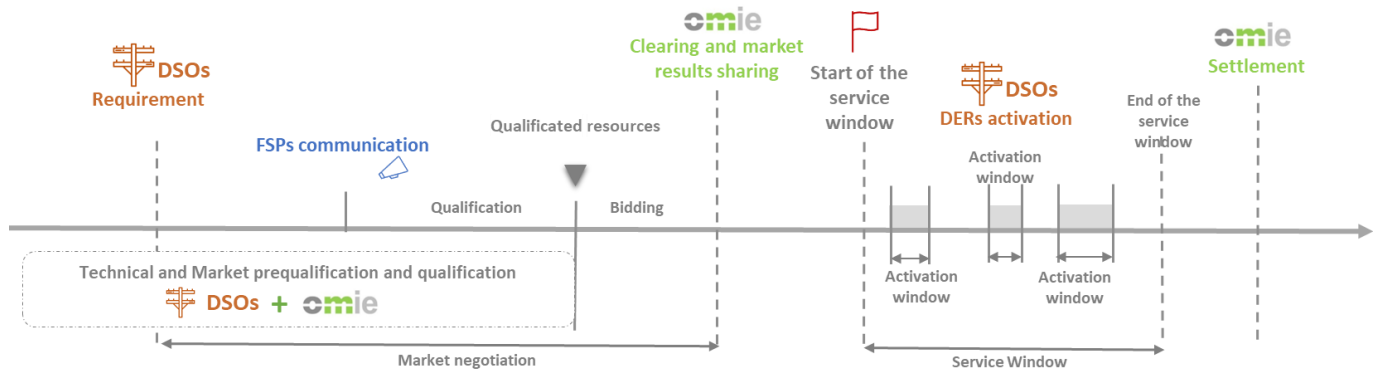 omie
Clearing and market
results sharing
DSOs
Requirement
Start of the
service
window
DSOs
DERs activation
omie
Settlement
End of the
service
window
FSPs communication
Qualificated resources
Activation
window
Qualification
Bidding
Technical and Market prequalification and qualification
DSOs + omie
Activation
window
Activation
window
Market negotiation
Service Window